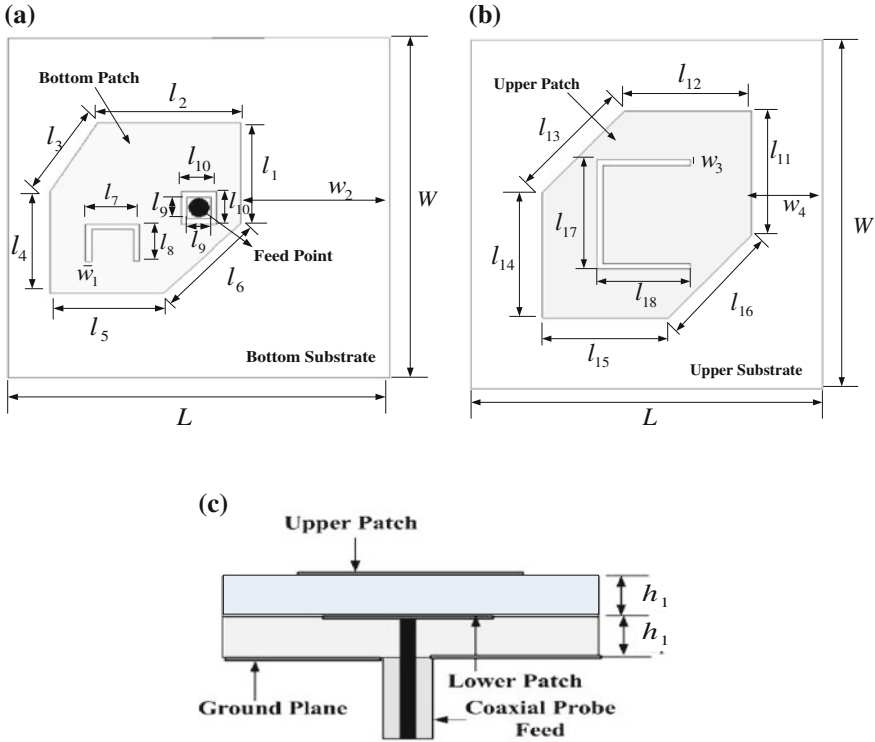 (a)
Bottom Patch
l2
l3
l1
l10
l7
l9
l10
w2
W
l8
l9
l4
Feed Point
w̄1
l6
l5
Bottom Substrate
L
(b)
Upper Patch
l12
l13
w3
l11
l17
w4
W
l14
l18
l16
l15
Upper Substrate
L
(c)
Upper Patch
h1
h1
Lower Patch
Ground Plane
Coaxial Probe
Feed